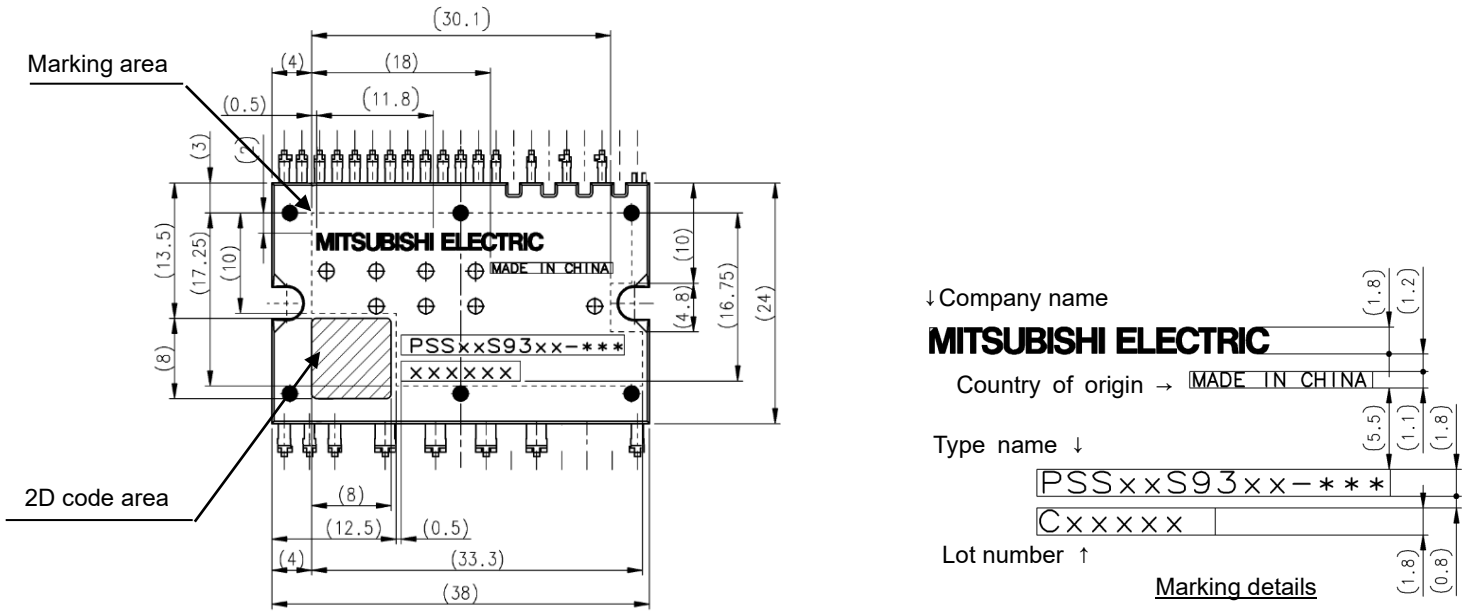 (30.1)
Marking area
(4)
(18)
(0.5)
(11.8)
(3)
(2)
(13.5)
(17.25)
(10)
MITSUBISHI ELECTRIC
MADE IN CHINA
(10)
(4.8)
(16.75)
(24)
(8)
PSSxxS93xx-***
xxxxxx
2D code area
(8)
(12.5)
(0.5)
(4)
(33.3)
(38)
↓Company name
MITSUBISHI ELECTRIC
(1.8)
(1.2)
Country of origin →
MADE IN CHINA
(5.5)
(1.1)
(1.8)
Type name ↓
PSSxxS93xx-***
Cxxxxx
Lot number ↑
(1.8)
(0.8)
Marking details